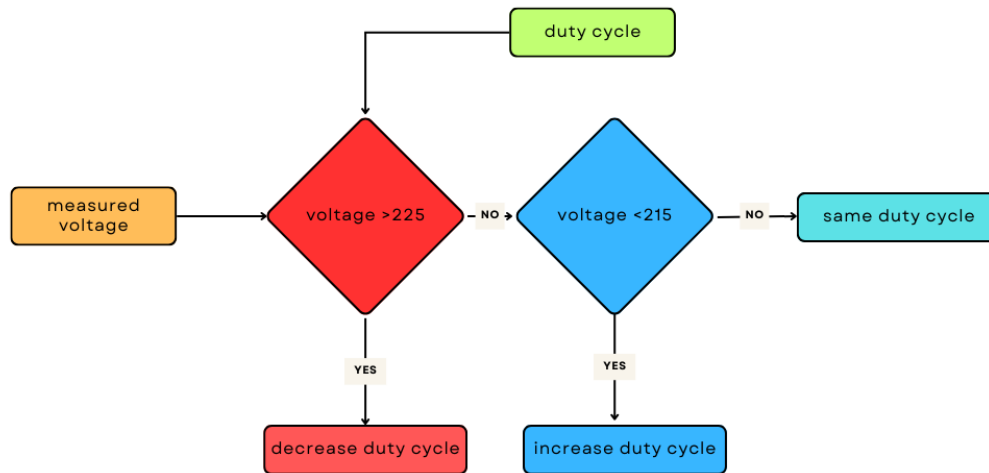 duty cycle
measured
voltage
voltage >225
NO
voltage <215
NO
same duty cycle
YES
YES
decrease duty cycle
increase duty cycle